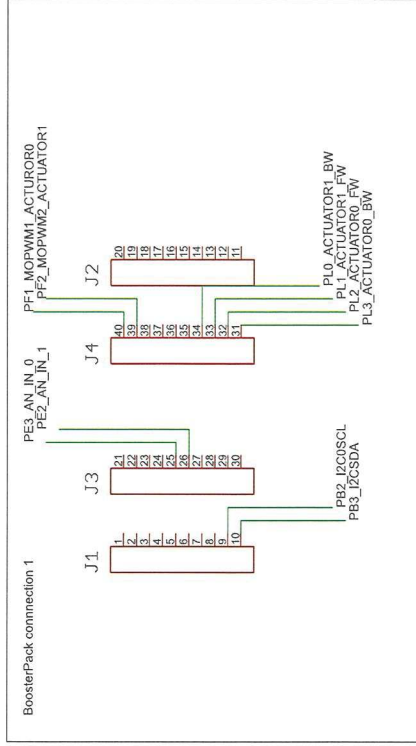 BoosterPack connnection 1
PE3_AN_IN_0
PE2_AN_IN_1
PF1_MOPWM1_ACTUROR0
PF2_MOPWM2_ACTUATOR1
J1
J3
J4
J2
1
2
3
4
5
6
7
8
9
10
21
22
23
24
25
26
27
28
29
30
40
39
38
37
36
35
34
33
32
31
20
19
18
17
16
15
14
13
12
11
PB2_I2C0SCL
PB3_I2CSDA
PL0_ACTUATOR1_BW
PL1_ACTUATOR1_FW
PL2_ACTUATOR0_FW
PL3_ACTUATOR0_BW